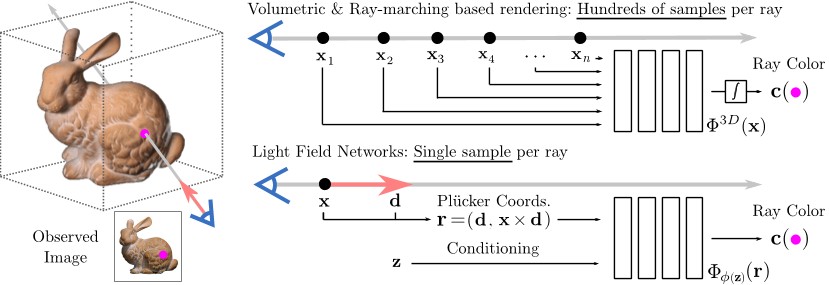 Volumetric & Ray-marching based rendering: Hundreds of samples per ray
x₁ x₂ x₃ x₄ ... xₙ
∫
Ray Color
c(●)
Φ³ᴰ(x)
Light Field Networks: Single sample per ray
x d
Plücker Coords.
r=(d, x×d)
Conditioning
z
Ray Color
c(●)
Φ_ϕ(z)(r)
Observed
Image